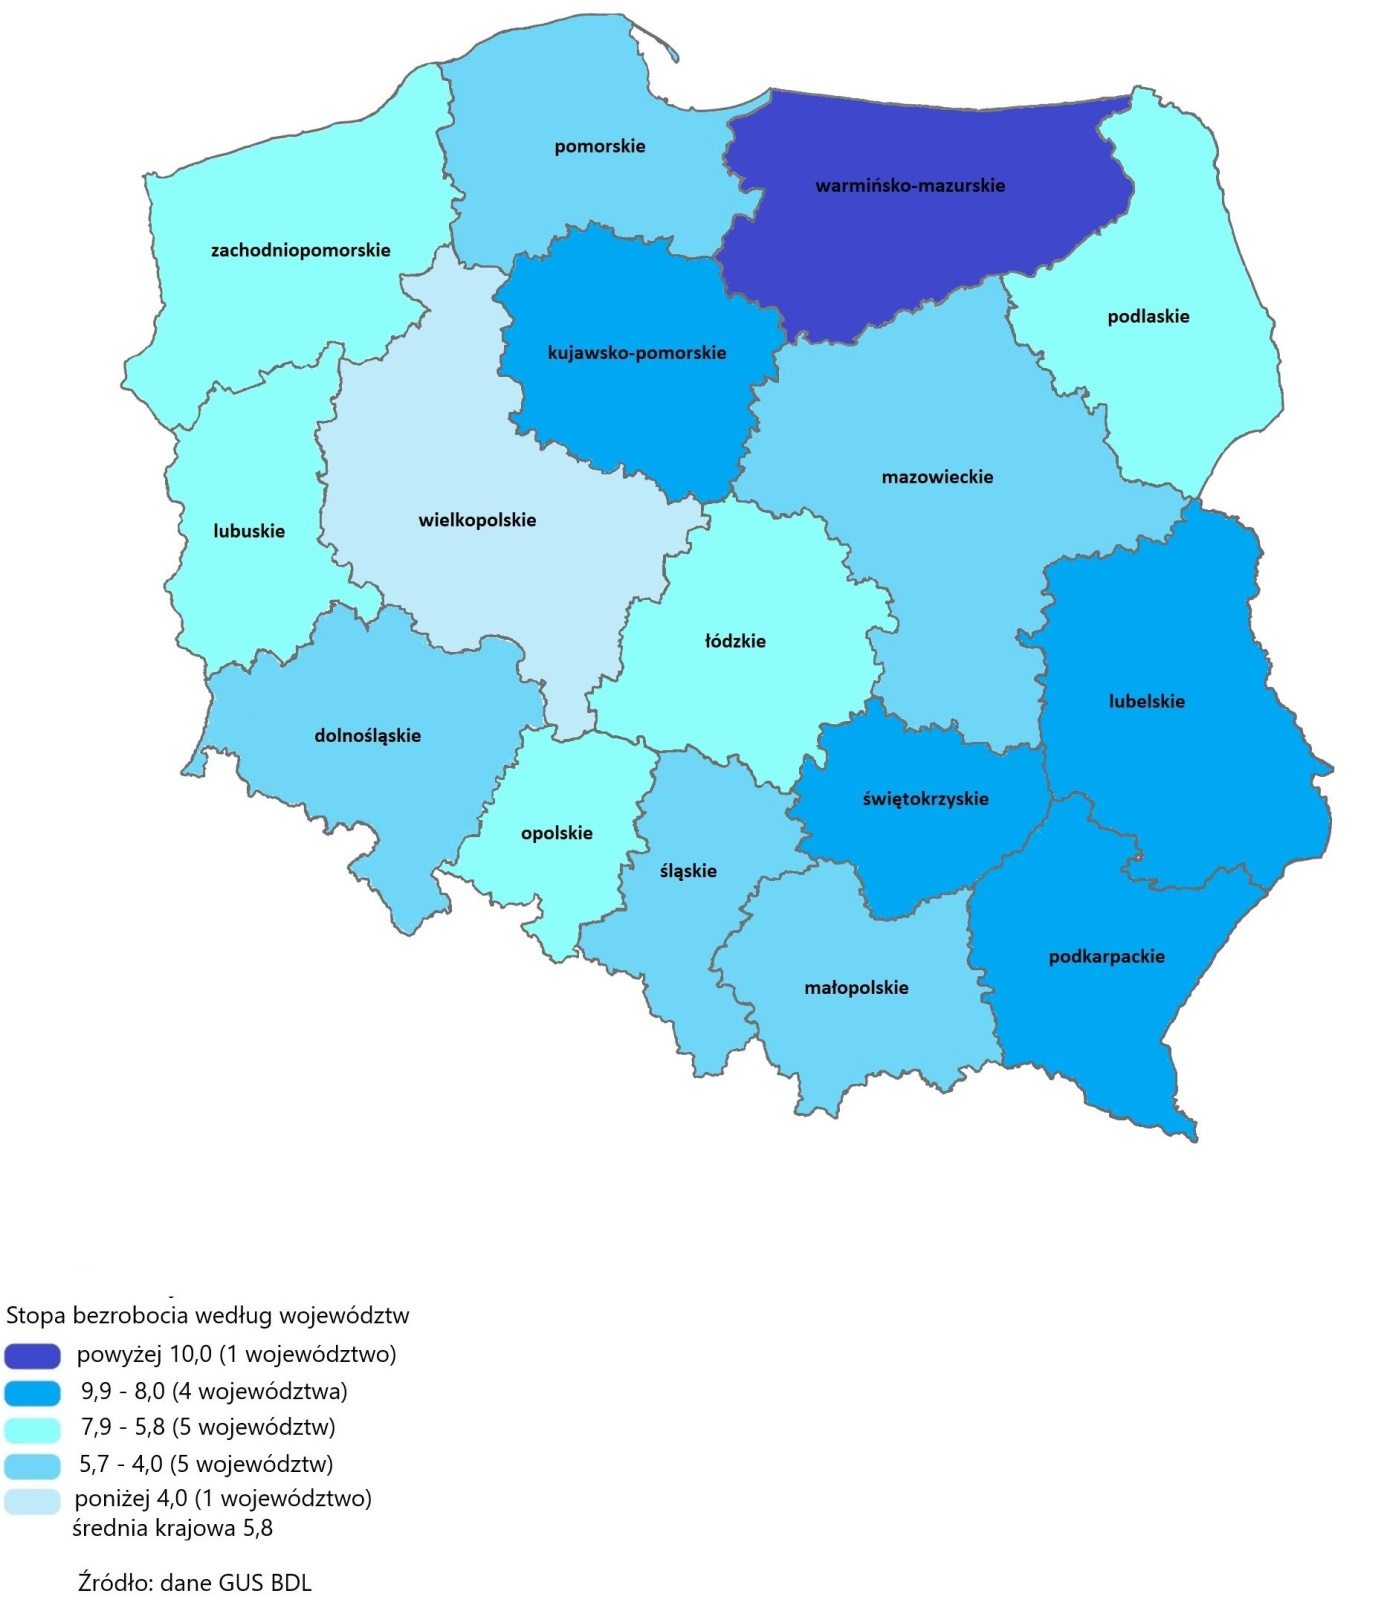 pomorskie
warmińsko-mazurskie
zachodniopomorskie
podlaskie
kujawsko-pomorskie
mazowieckie
wielkopolskie
lubuskie
łódzkie
lubelskie
dolnośląskie
świętokrzyskie
opolskie
śląskie
podkarpackie
małopolskie
Stopa bezrobocia według województw
powyżej 10,0 (1 województwo)
9,9 - 8,0 (4 województwa)
7,9 - 5,8 (5 województw)
5,7 - 4,0 (5 województw)
poniżej 4,0 (1 województwo)
średnia krajowa 5,8
Źródło: dane GUS BDL